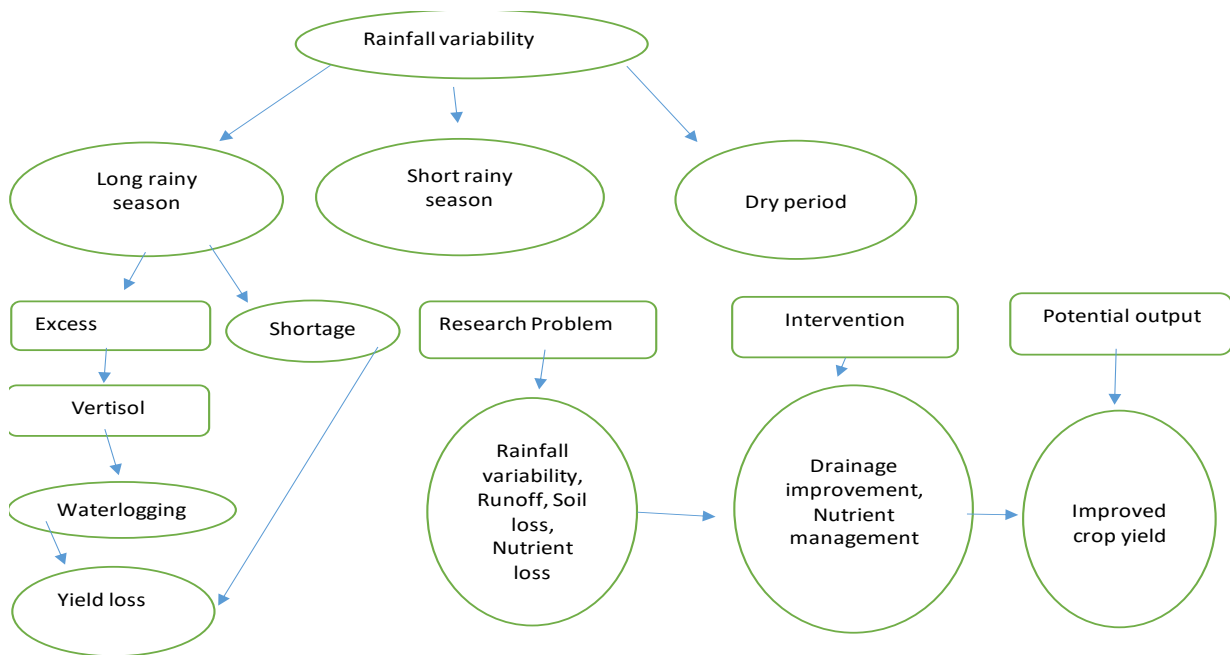 Rainfall variability
Long rainy
season
Short rainy
season
Dry period
Excess
Shortage
Research Problem
Intervention
Potential output
Vertisol
Waterlogging
Yield loss
Rainfall
variability,
Runoff, Soil
loss,
Nutrient
loss
Drainage
improvement,
Nutrient
management
Improved
crop yield